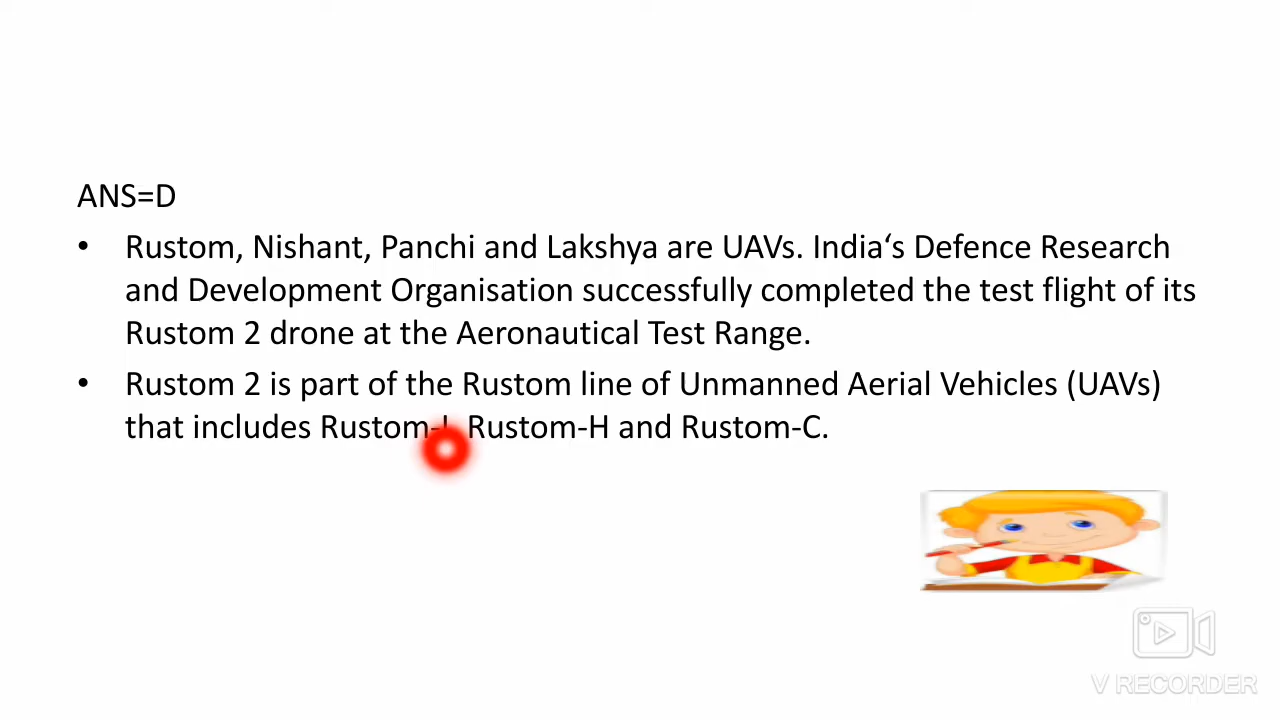 ANS=D
• Rustom, Nishant, Panchi and Lakshya are UAVs. India‘s Defence Research
and Development Organisation successfully completed the test flight of its
Rustom 2 drone at the Aeronautical Test Range.
• Rustom 2 is part of the Rustom line of Unmanned Aerial Vehicles (UAVs)
that includes Rustom-I, Rustom-H and Rustom-C.
V RECORDER